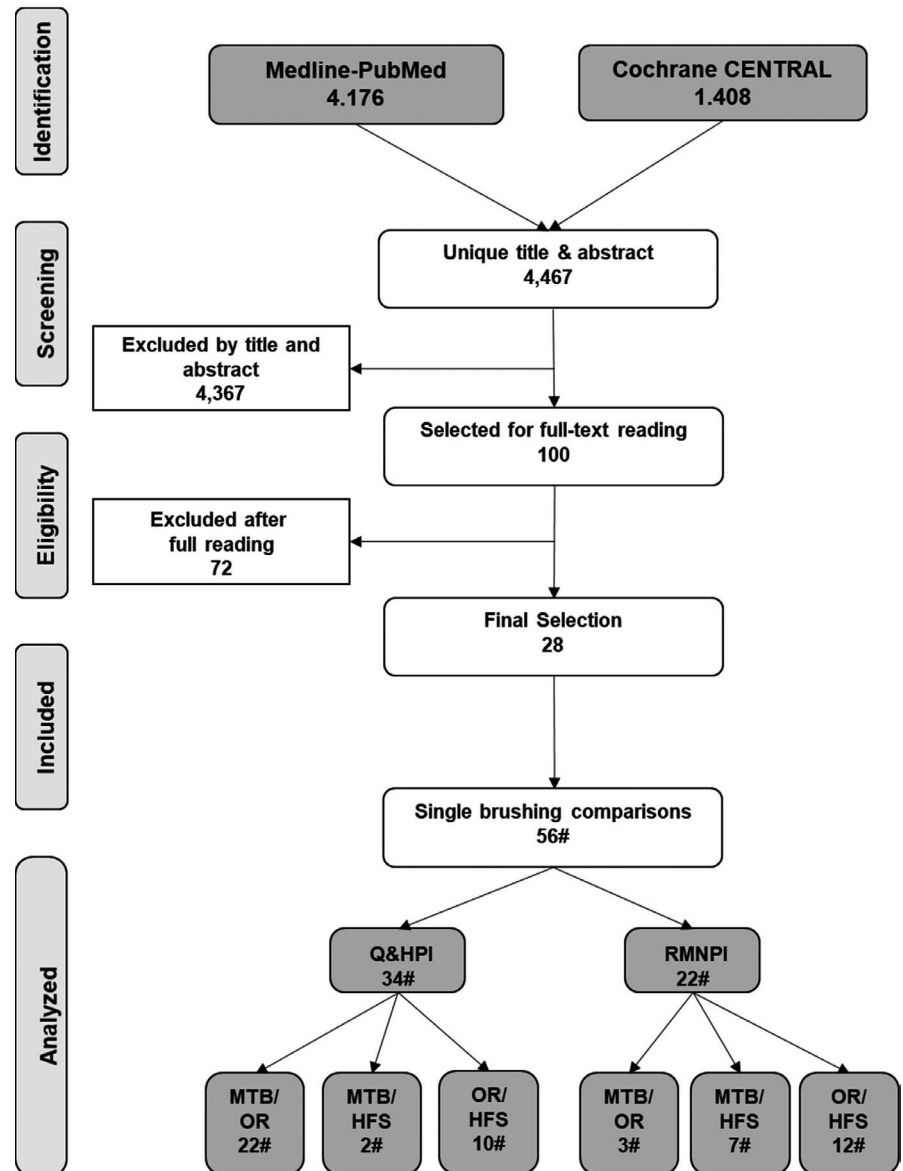 Identification
Medline-PubMed
4.176
Cochrane CENTRAL
1.408
Screening
Unique title & abstract
4,467
Excluded by title and
abstract
4,367
Selected for full-text reading
100
Eligibility
Excluded after
full reading
72
Final Selection
28
Included
Single brushing comparisons
56#
Analyzed
Q&HPI
34#
RMNPI
22#
MTB/
OR
22#
MTB/
HFS
2#
OR/
HFS
10#
MTB/
OR
3#
MTB/
HFS
7#
OR/
HFS
12#